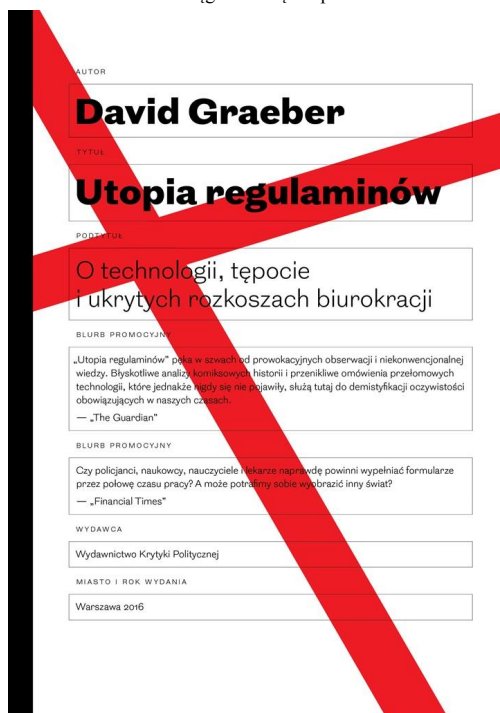 AUTOR
David Graeber
TYTUŁ
Utopia regulaminów
PODTYTUŁ
O technologii, tępocie
i ukrytych rozkoszach biurokracji
BLURB PROMOCYJNY
„Utopia regulaminów” pęka w szwach od prowokacyjnych obserwacji i niekonwencjonalnej
wiedzy. Błyskotliwe analizy komiksowych historii i przenikliwe omówienia przełomowych
technologii, które jednakże nigdy się nie pojawiły, służą tutaj do demistyfikacji oczywistości
obowiązujących w naszych czasach.
— „The Guardian”
BLURB PROMOCYJNY
Czy policjanci, naukowcy, nauczyciele i lekarze naprawdę powinni wypełniać formularze
przez połowę czasu pracy? A może potrafimy sobie wyobrazić inny świat?
— „Financial Times”
WYDAWCA
Wydawnictwo Krytyki Politycznej
MIASTO I ROK WYDANIA
Warszawa 2016